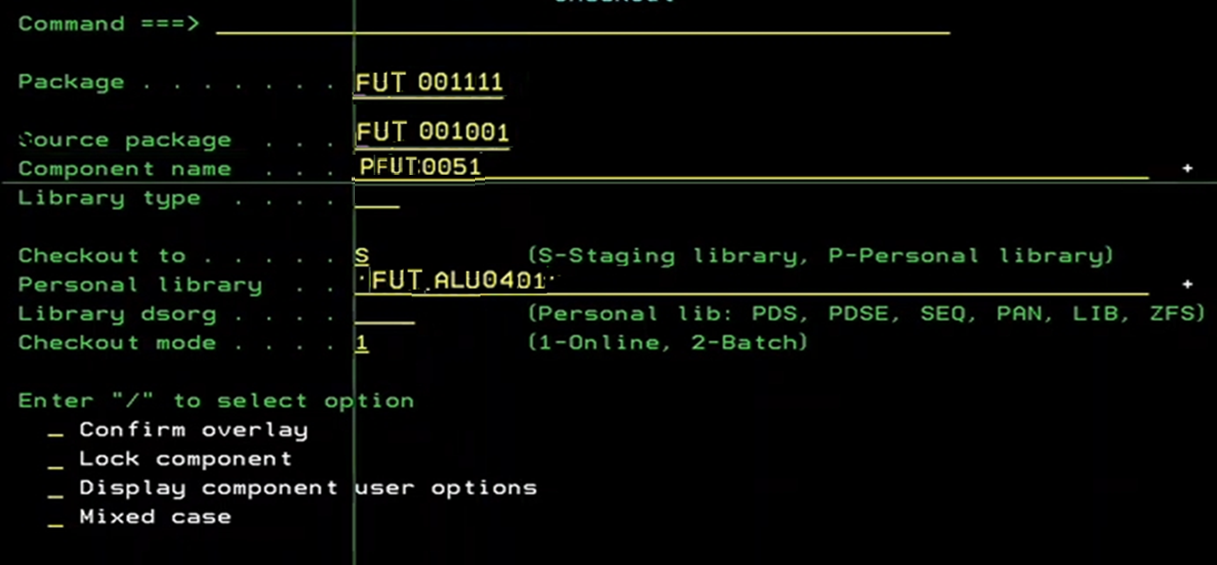 Command ===>
Package . . . . . . . FUT 001111
Source package . . . FUT 001001
Component name . . . PFUT0051 +
Library type . . . .
Checkout to . . . . . S (S-Staging library, P-Personal library)
Personal library . . FUT.ALU0401 +
Library dsorg . . . . (Personal lib: PDS, PDSE, SEQ, PAN, LIB, ZFS)
Checkout mode . . . . 1 (1-Online, 2-Batch)
Enter "/" to select option
_ Confirm overlay
_ Lock component
_ Display component user options
_ Mixed case